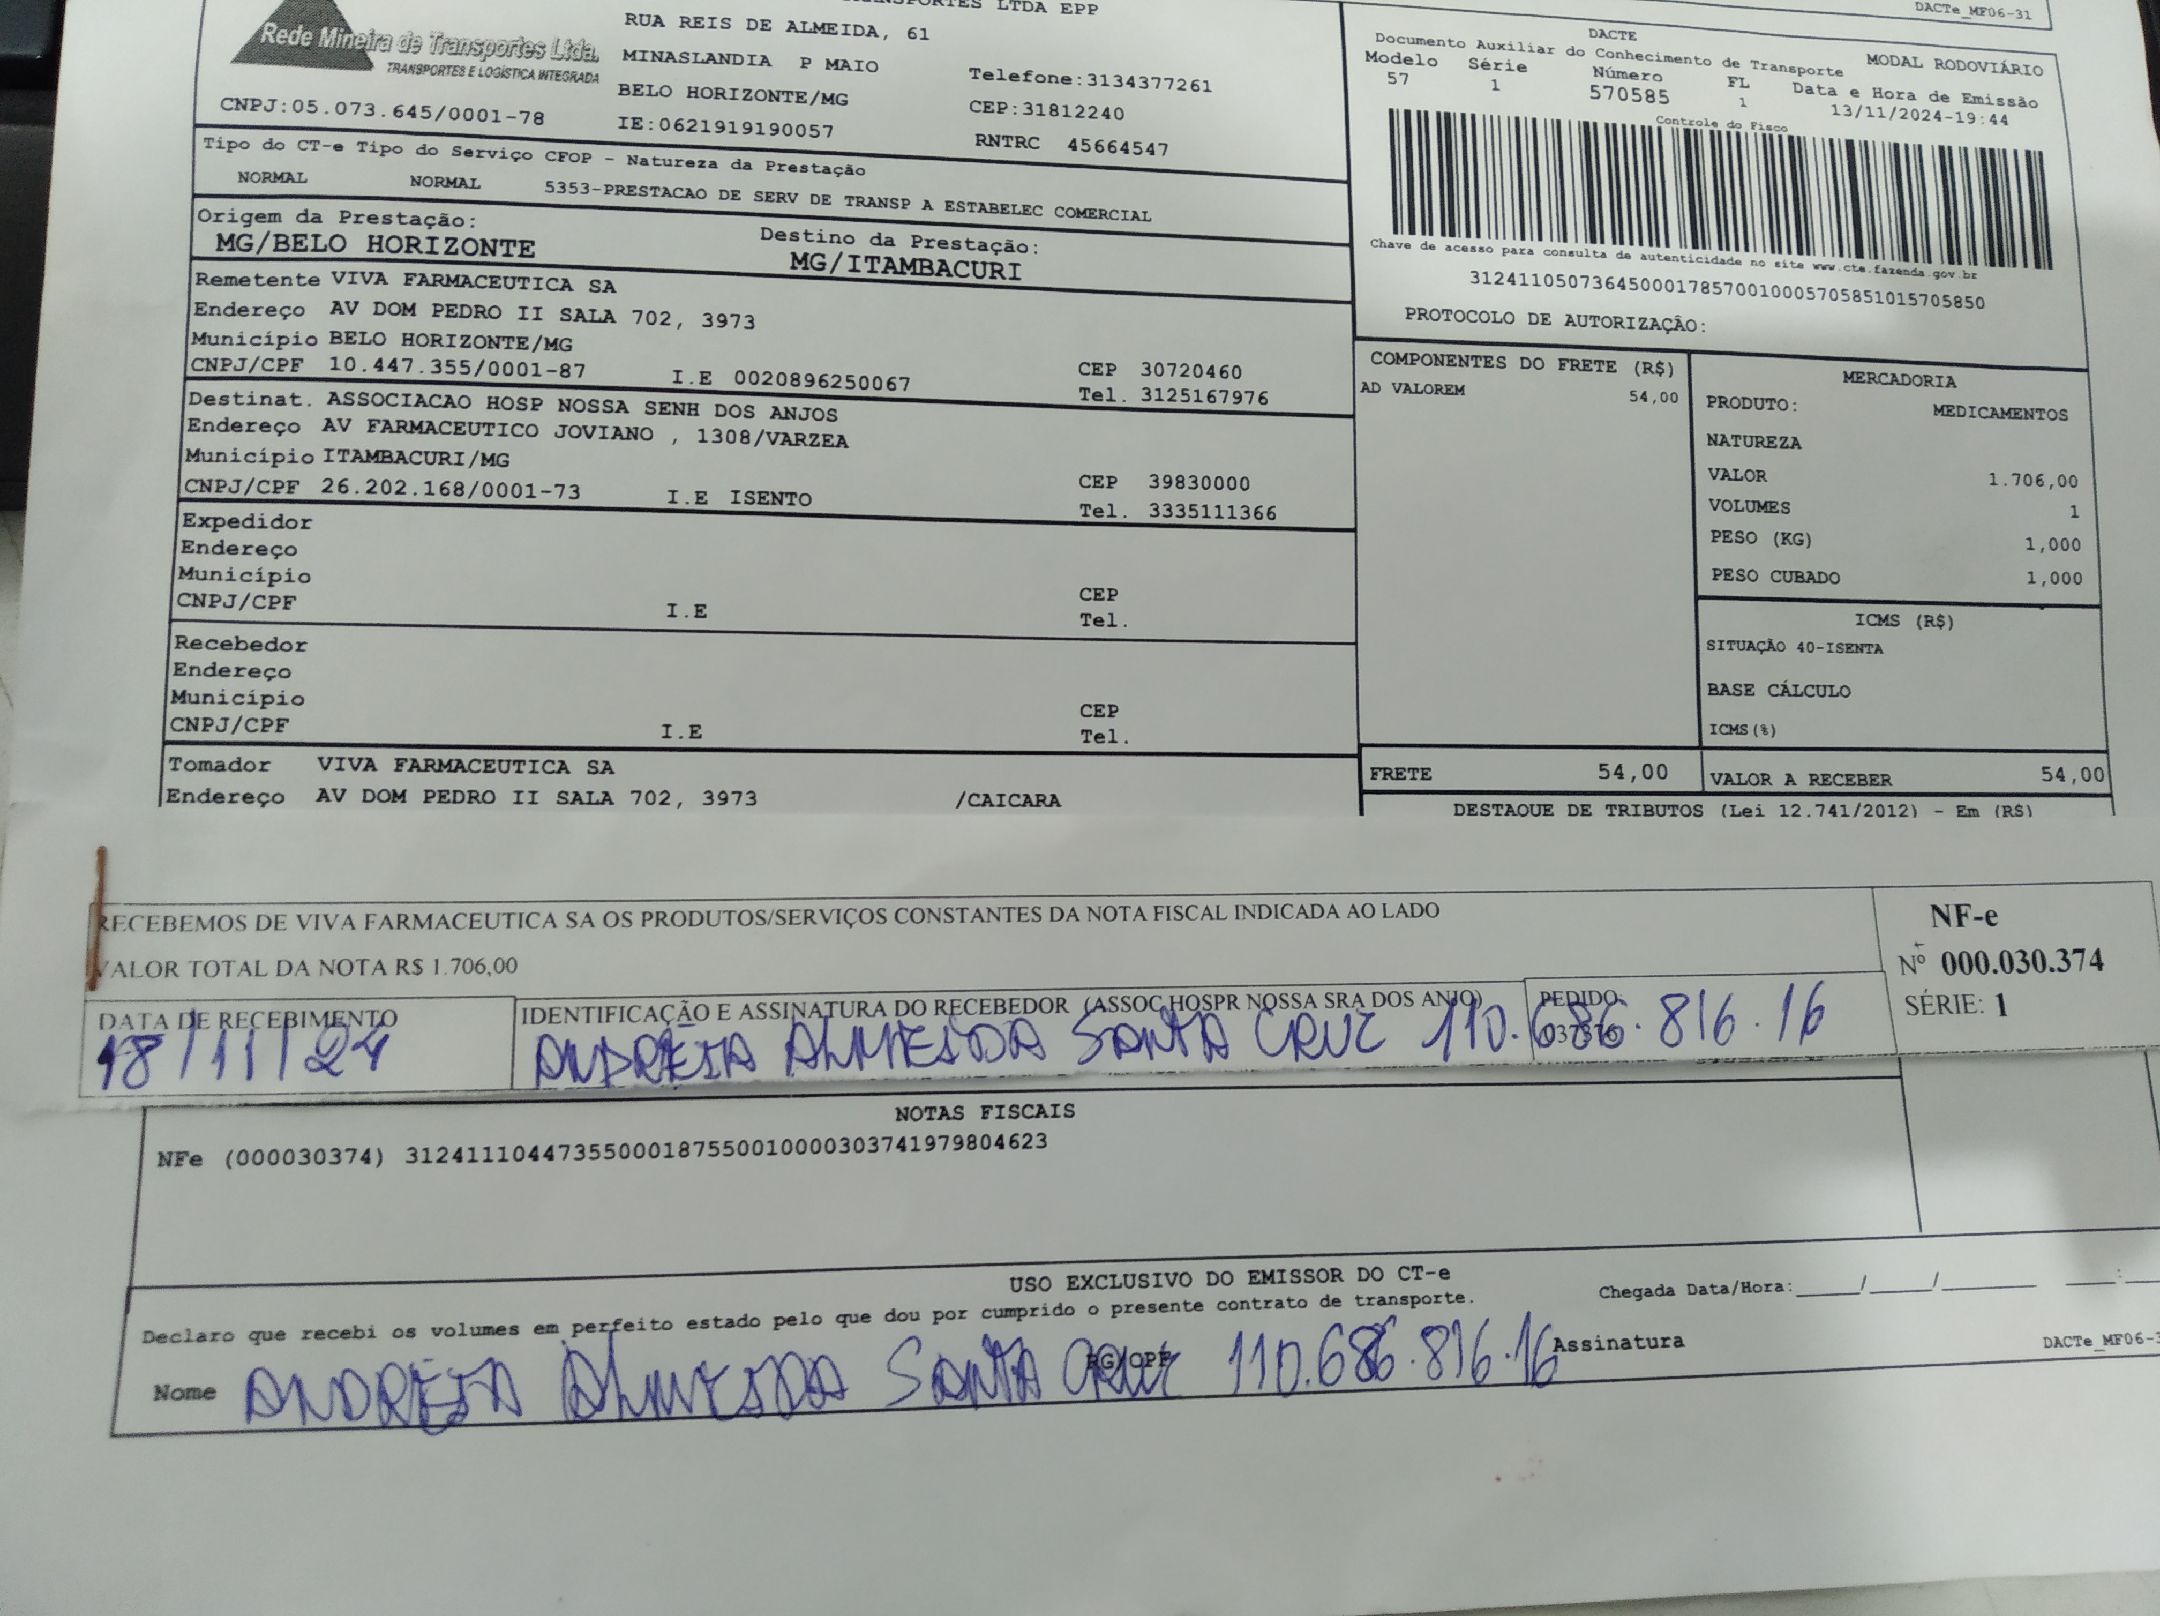 TRANSPORTES LTDA EPP
DACTe_MF06-31
Rede Mineira de Transportes Ltda.
TRANSPORTES E LOGÍSTICA INTEGRADA
CNPJ:05.073.645/0001-78
RUA REIS DE ALMEIDA, 61
MINASLANDIA P MAIO
BELO HORIZONTE/MG
IE:0621919190057
Telefone:3134377261
CEP:31812240
RNTRC 45664547
DACTE
Documento Auxiliar do Conhecimento de Transporte
MODAL RODOVIÁRIO
Modelo Série Número FL Data e Hora de Emissão
57 1 570585 1 13/11/2024-19:44
Controle do Fisco
Chave de acesso para consulta de autenticidade no site www.cte.fazenda.gov.br
31241105073645000178570010005705851015705850
PROTOCOLO DE AUTORIZAÇÃO:
Tipo do CT-e Tipo do Serviço CFOP - Natureza da Prestação
NORMAL NORMAL 5353-PRESTACAO DE SERV DE TRANSP A ESTABELEC COMERCIAL
Origem da Prestação: Destino da Prestação:
MG/BELO HORIZONTE MG/ITAMBACURI
Remetente VIVA FARMACEUTICA SA
Endereço AV DOM PEDRO II SALA 702, 3973
Município BELO HORIZONTE/MG CEP 30720460
CNPJ/CPF 10.447.355/0001-87 I.E 0020896250067 Tel. 3125167976
Destinat. ASSOCIACAO HOSP NOSSA SENH DOS ANJOS
Endereço AV FARMACEUTICO JOVIANO , 1308/VARZEA
Município ITAMBACURI/MG CEP 39830000
CNPJ/CPF 26.202.168/0001-73 I.E ISENTO Tel. 3335111366
Expedidor
Endereço
Município CEP
CNPJ/CPF I.E Tel.
Recebedor
Endereço
Município CEP
CNPJ/CPF I.E Tel.
Tomador VIVA FARMACEUTICA SA
Endereço AV DOM PEDRO II SALA 702, 3973 /CAICARA
COMPONENTES DO FRETE (R$)
AD VALOREM 54,00
MERCADORIA
PRODUTO: MEDICAMENTOS
NATUREZA
VALOR 1.706,00
VOLUMES 1
PESO (KG) 1,000
PESO CUBADO 1,000
ICMS (R$)
SITUAÇÃO 40-ISENTA
BASE CÁLCULO
ICMS(%)
FRETE 54,00 VALOR A RECEBER 54,00
DESTAQUE DE TRIBUTOS (Lei 12.741/2012) - Em (R$)
RECEBEMOS DE VIVA FARMACEUTICA SA OS PRODUTOS/SERVIÇOS CONSTANTES DA NOTA FISCAL INDICADA AO LADO
VALOR TOTAL DA NOTA R$ 1.706,00
NF-e
Nº 000.030.374
SÉRIE: 1
DATA DE RECEBIMENTO IDENTIFICAÇÃO E ASSINATURA DO RECEBEDOR (ASSOC HOSPR NOSSA SRA DOS ANJO) PEDIDO:
18/11/24 ANDRÉIA ALMEIDA SANTA CRUZ 110.686.816.16
NOTAS FISCAIS
NFe (000030374) 31241110447355000187550010000303741979804623
USO EXCLUSIVO DO EMISSOR DO CT-e
Declaro que recebi os volumes em perfeito estado pelo que dou por cumprido o presente contrato de transporte. Chegada Data/Hora:_____/_____/_______ ____:___
Nome ANDRÉIA ALMEIDA SANTA CRUZ RG/CPF 110.686.816.16 Assinatura
DACTe_MF06-3